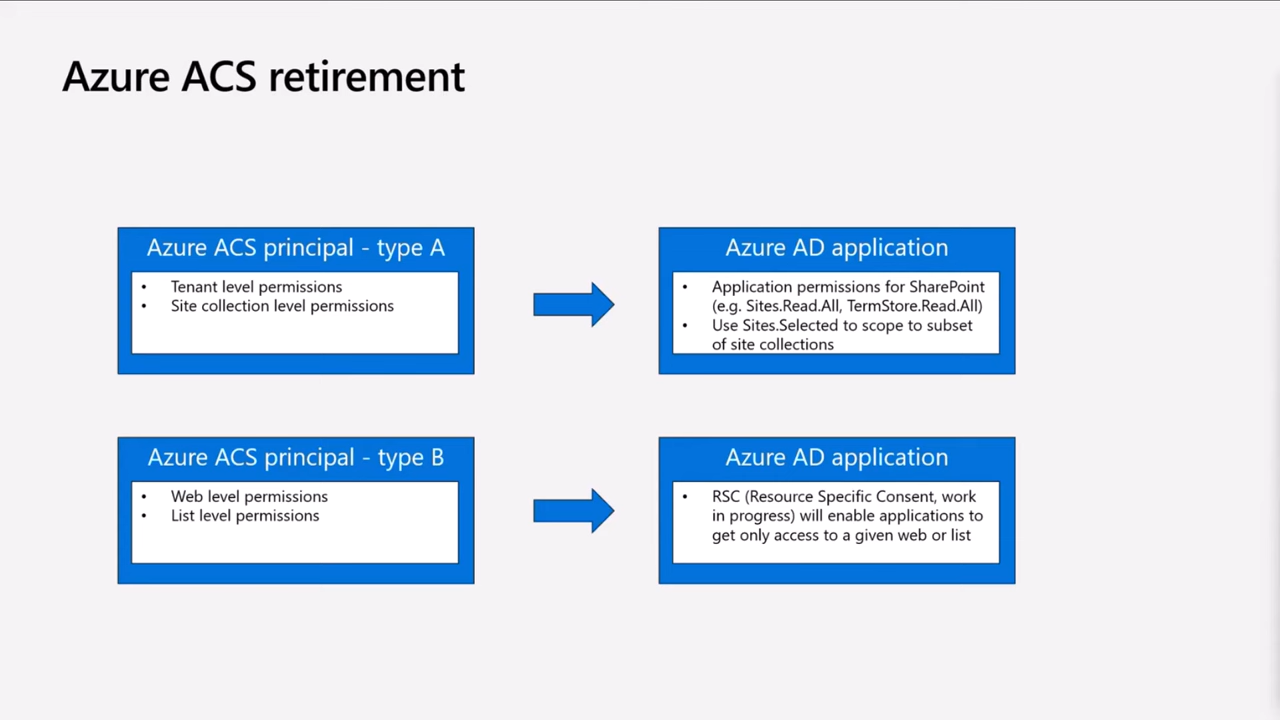 Azure ACS retirement
Azure ACS principal - type A
• Tenant level permissions
• Site collection level permissions
Azure AD application
• Application permissions for SharePoint
(e.g. Sites.Read.All, TermStore.Read.All)
• Use Sites.Selected to scope to subset
of site collections
Azure ACS principal - type B
• Web level permissions
• List level permissions
Azure AD application
• RSC (Resource Specific Consent, work
in progress) will enable applications to
get only access to a given web or list